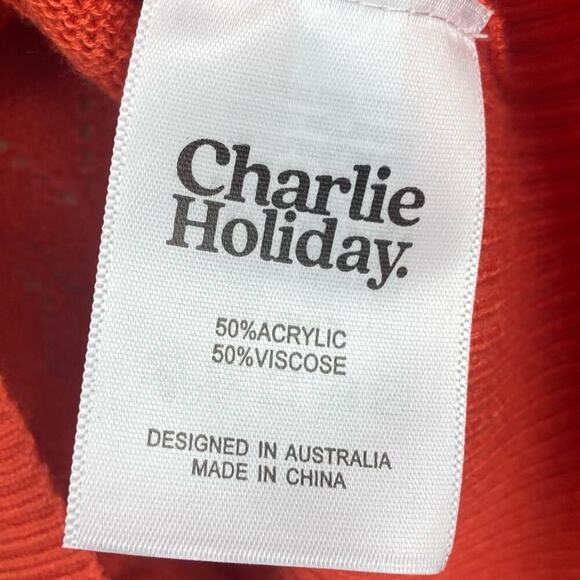 Charlie
Holiday.
50%ACRYLIC
50%VISCOSE
DESIGNED IN AUSTRALIA
MADE IN CHINA